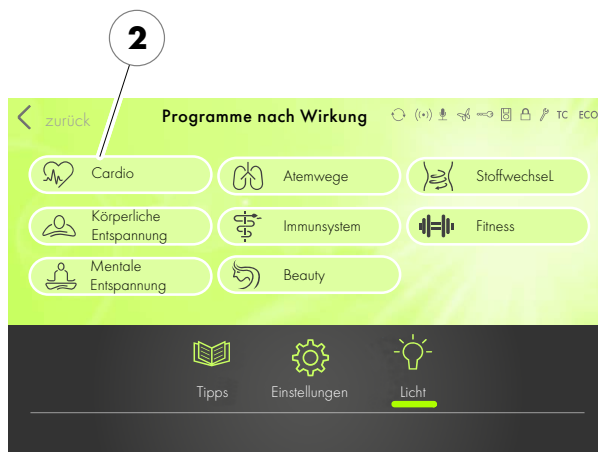 2
zurück
Programme nach Wirkung
TC ECO
Cardio
Atemwege
Stoffwechsel
Körperliche
Entspannung
Immunsystem
Fitness
Mentale
Entspannung
Beauty
Tipps
Einstellungen
Licht